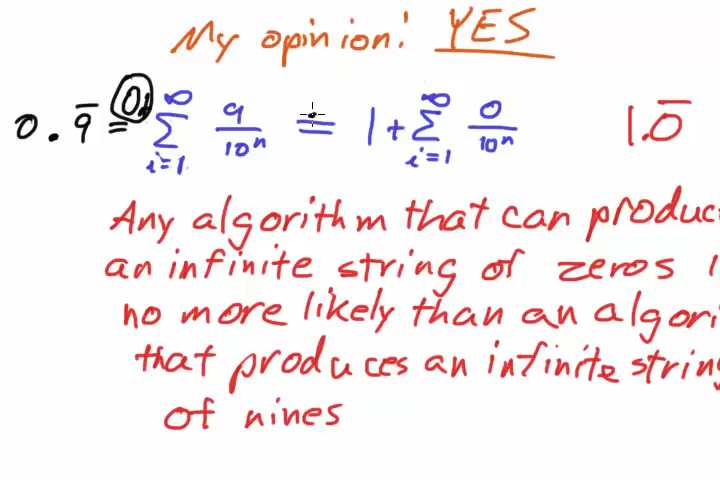 My opinion! YES
0.9̅ = 0. ∞ Σ i=1 9/10ⁿ = 1 + ∞ Σ i=1 0/10ⁿ 1.0̅
Any algorithm that can produc
an infinite string of zeros i
no more likely than an algori
that produces an infinite string
of nines